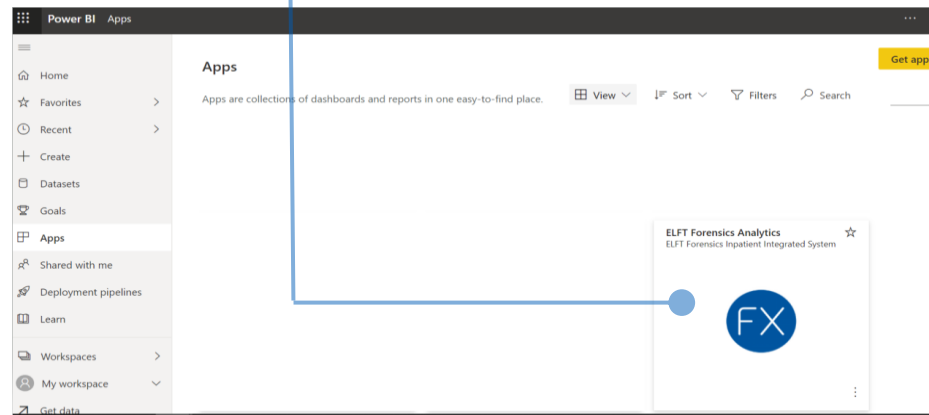 Power BI Apps
Get app
Apps
Apps are collections of dashboards and reports in one easy-to-find place.
View
Sort
Filters
Search
Home
Favorites
Recent
Create
Datasets
Goals
Apps
Shared with me
Deployment pipelines
Learn
Workspaces
My workspace
Get data
ELFT Forensics Analytics
ELFT Forensics Inpatient Integrated System
FX